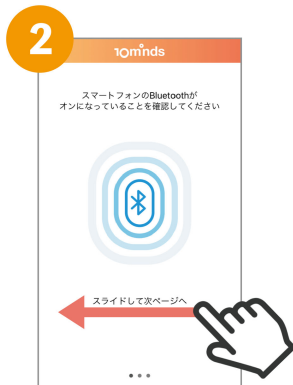 2
10minds
スマートフォンのBluetoothが
オンになっていることを確認してください
スライドして次ページへ